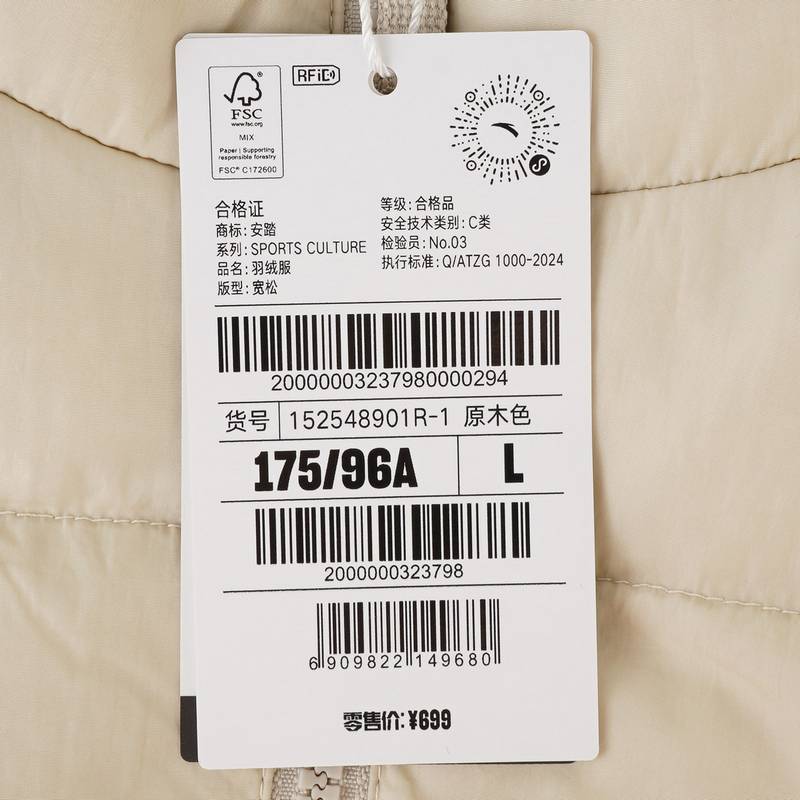 RFID
FSC
www.fsc.org
MIX
Paper | Supporting
responsible forestry
FSC® C172600
合格证
商标: 安踏
系列: SPORTS CULTURE
品名: 羽绒服
版型: 宽松
等级: 合格品
安全技术类别: C类
检验员: No.03
执行标准: Q/ATZG 1000-2024
20000003237980000294
货号 152548901R-1 原木色
175/96A L
2000000323798
6 909822 149680
零售价: ¥699